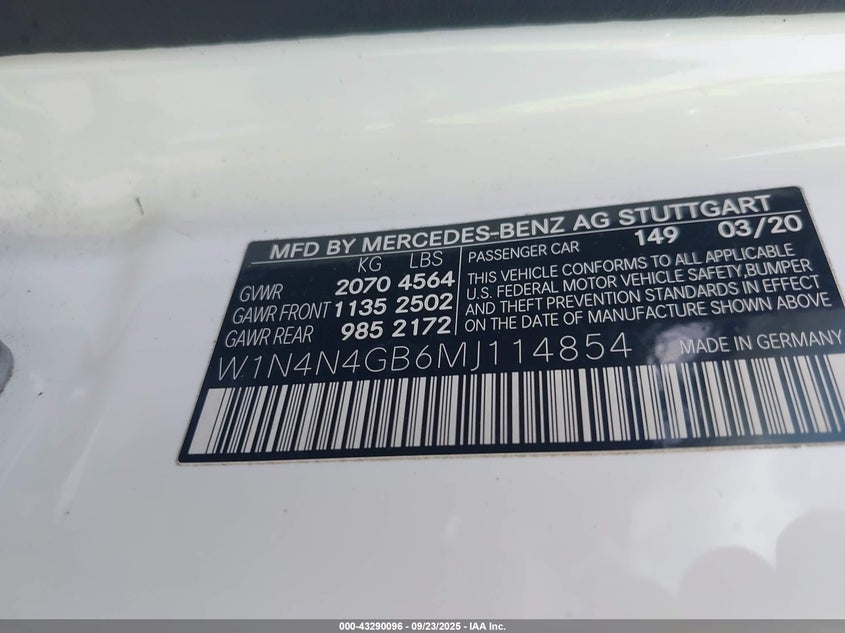 MFD BY MERCEDES-BENZ AG STUTTGART
KG LBS
GVWR 2070 4564
GAWR FRONT 1135 2502
GAWR REAR 985 2172
PASSENGER CAR 149 03/20
THIS VEHICLE CONFORMS TO ALL APPLICABLE
U.S. FEDERAL MOTOR VEHICLE SAFETY,BUMPER
AND THEFT PREVENTION STANDARDS IN EFFECT
ON THE DATE OF MANUFACTURE SHOWN ABOVE
W1N4N4GB6MJ114854 MADE IN GERMANY
000-43290096 - 09/23/2025 - IAA Inc.